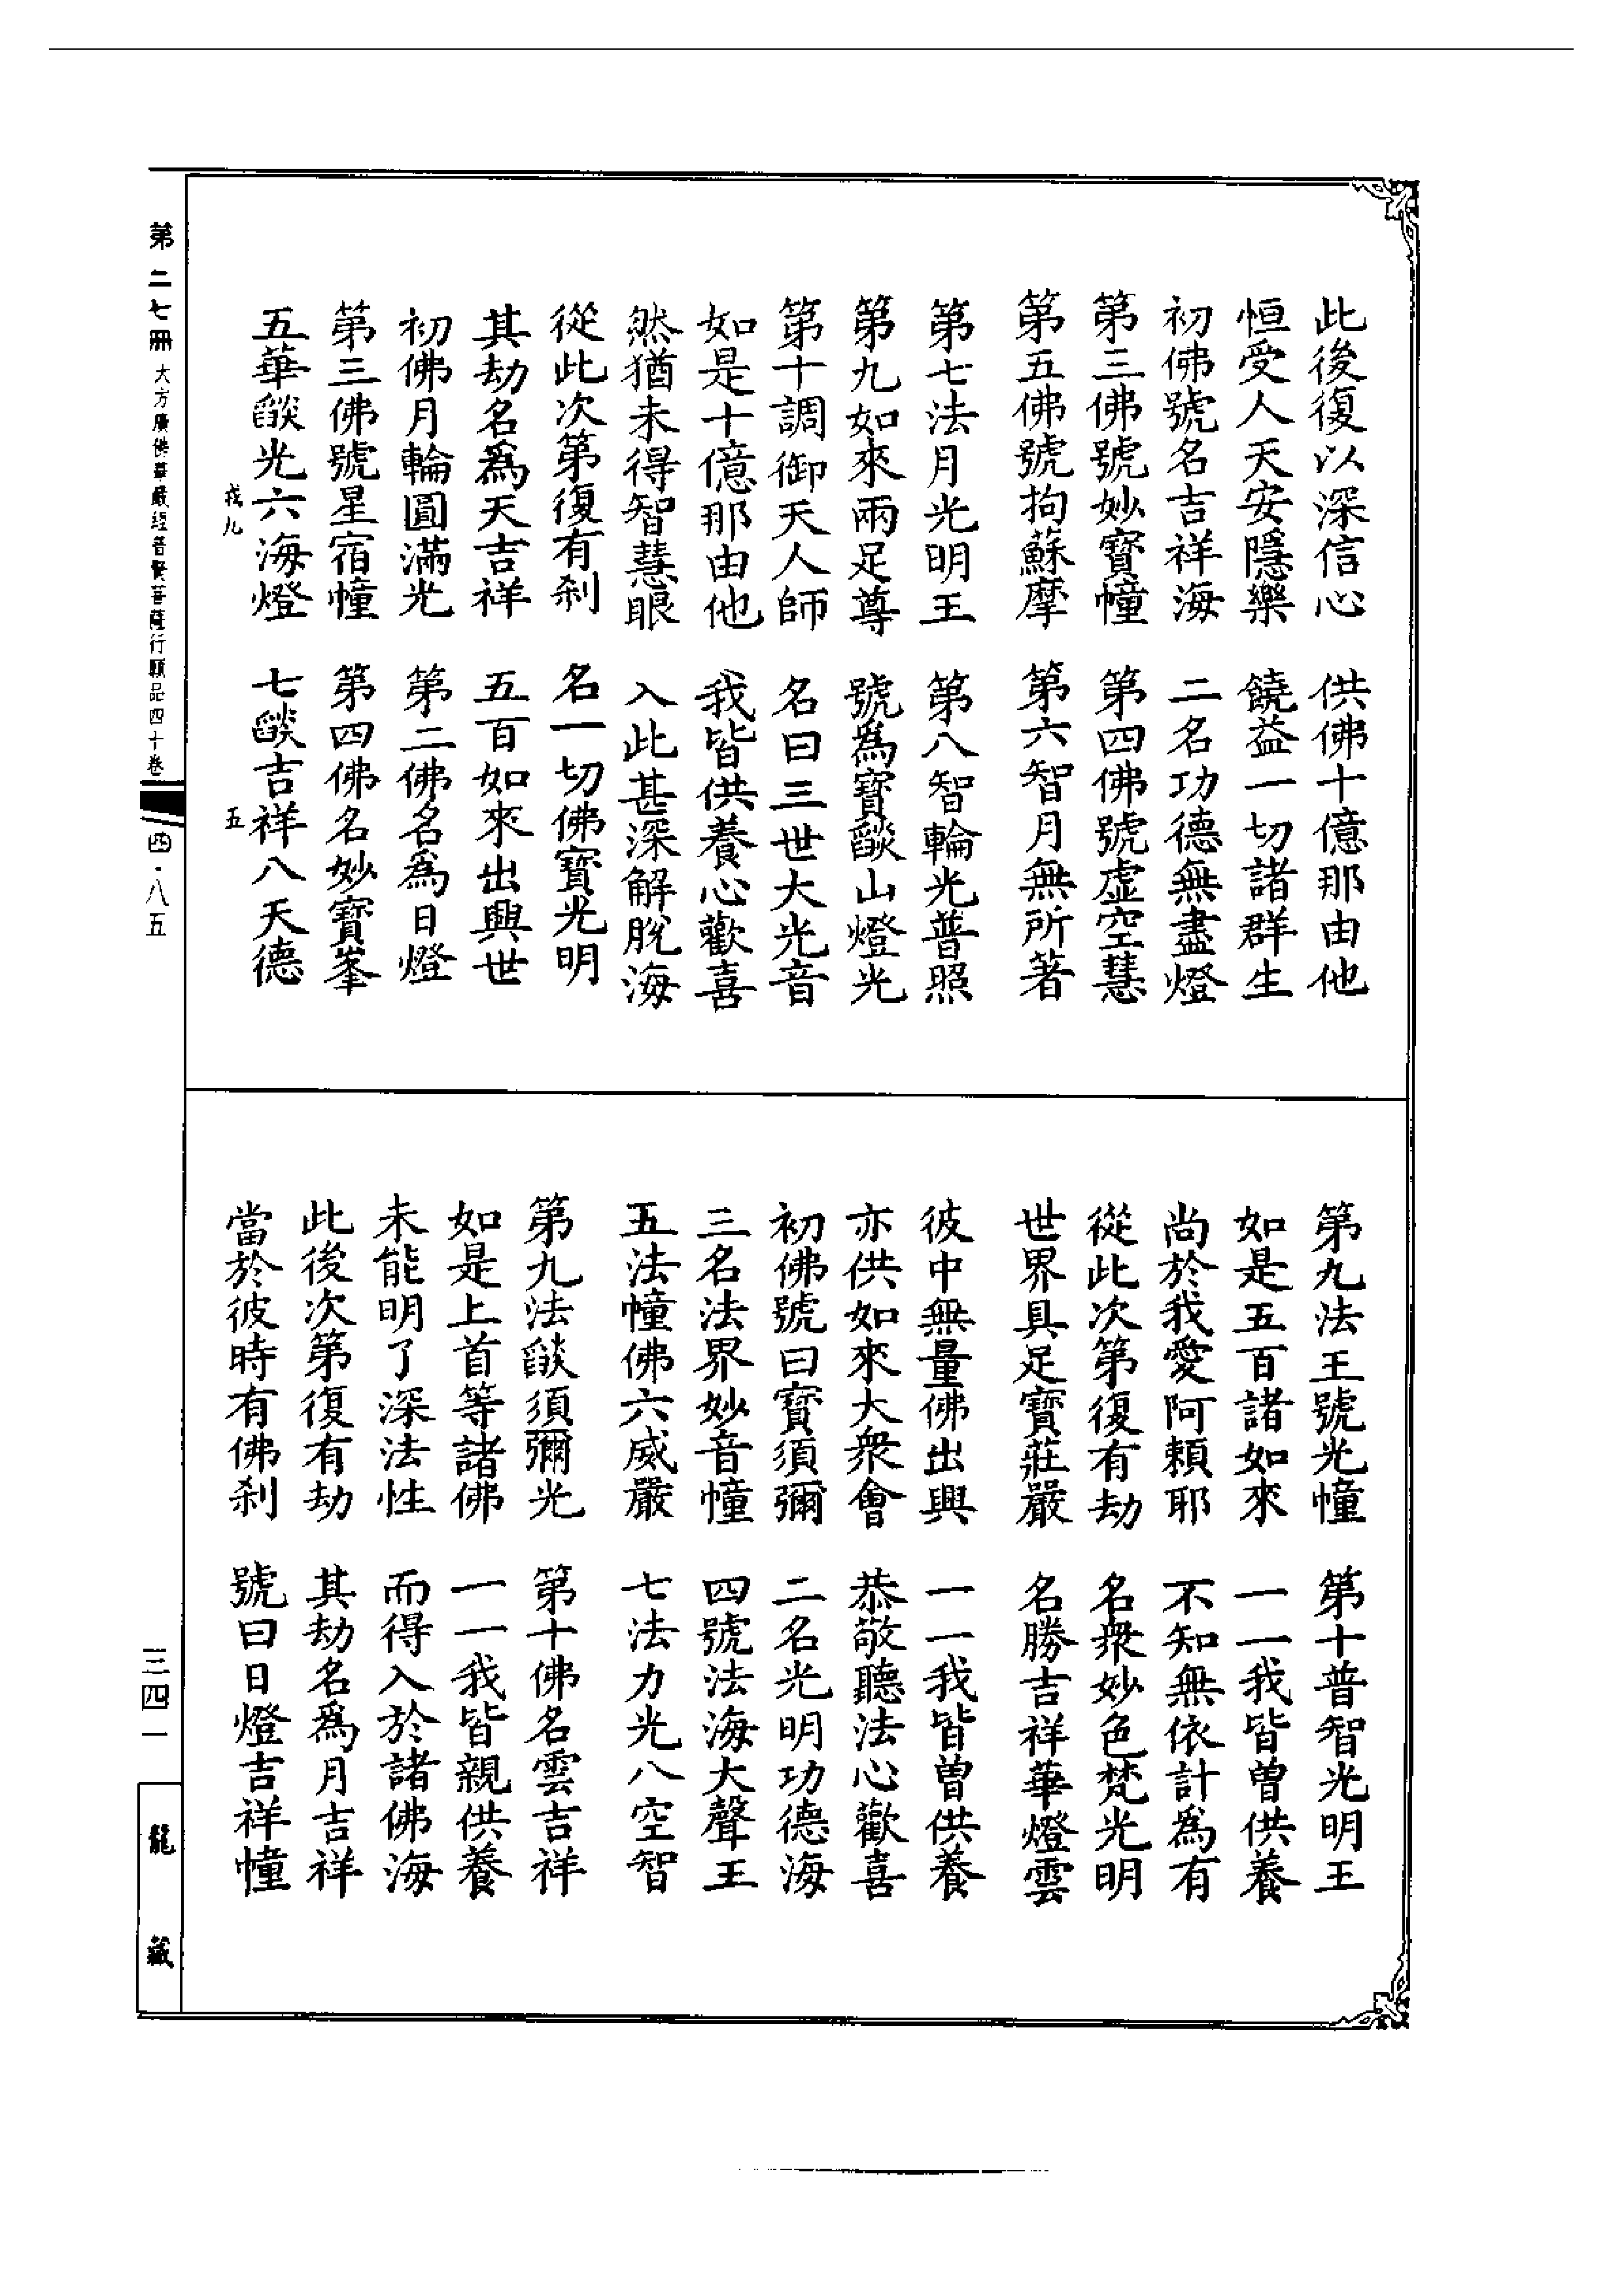 此後復以深信心　供佛十億那由他
恒受人天安隱樂　饒益一切諸群生
初佛號名吉祥海　二名功德無盡燈
第三佛號妙寶幢　第四佛號虛空慧
第五佛號拘蘇摩　第六智月無所著
第七法月光明王　第八智輪光普照
第九如來兩足尊　號為寶燄山燈光
第十調御天人師　名曰三世大光音
如是十億那由他　我皆供養心歡喜
然猶未得智慧眼　入此甚深解脫海
從此次第復有剎　名一切佛寶光明
其劫名為天吉祥　五百如來出興世
初佛月輪圓滿光　第二佛名為日燈
第三佛號星宿幢　第四佛名妙寶峯
五華燄光六海燈　七燄吉祥八天德
戎九　五
第九法王號光幢　第十普智光明王
如是五百諸如來　一一我皆曾供養
尚於我愛阿賴耶　不知無依計為有
從此次第復有劫　名眾妙色梵光明
世界具足寶莊嚴　名勝吉祥華燈雲
彼中無量佛出興　一一我皆曾供養
亦供如來大眾會　恭敬聽法心歡喜
初佛號曰寶須彌　二名光明功德海
三名法界妙音幢　四號法海大聲王
五法幢佛六威嚴　七法力光八空智
第九法燄須彌光　第十佛名雲吉祥
如是上首等諸佛　一一我皆親供養
未能明了深法性　而得入於諸佛海
此後次第復有劫　其劫名為月吉祥
當於彼時有佛剎　號曰日燈吉祥幢
第二七冊　大方廣佛華嚴經普賢菩薩行願品四十卷　四·八五
三四一
龍藏